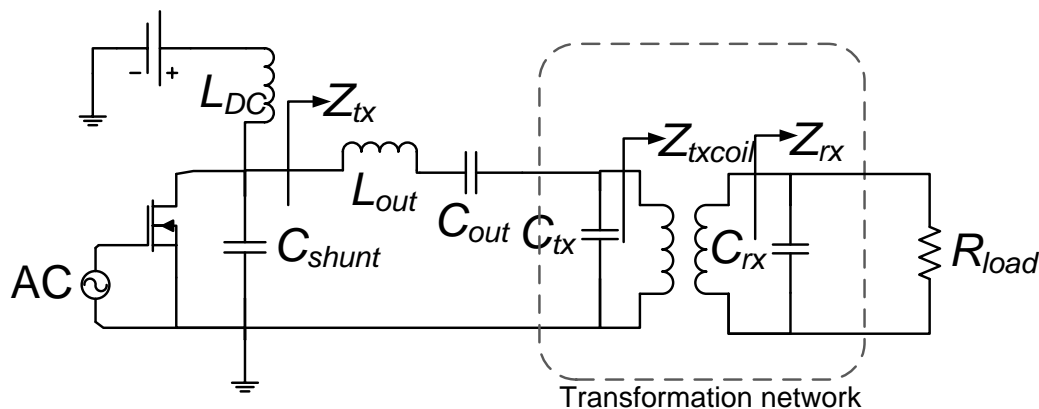 - +
L_DC
Z_tx
Z_txcoil
Z_rx
L_out
C_out
C_tx
C_shunt
C_rx
R_load
AC
Transformation network